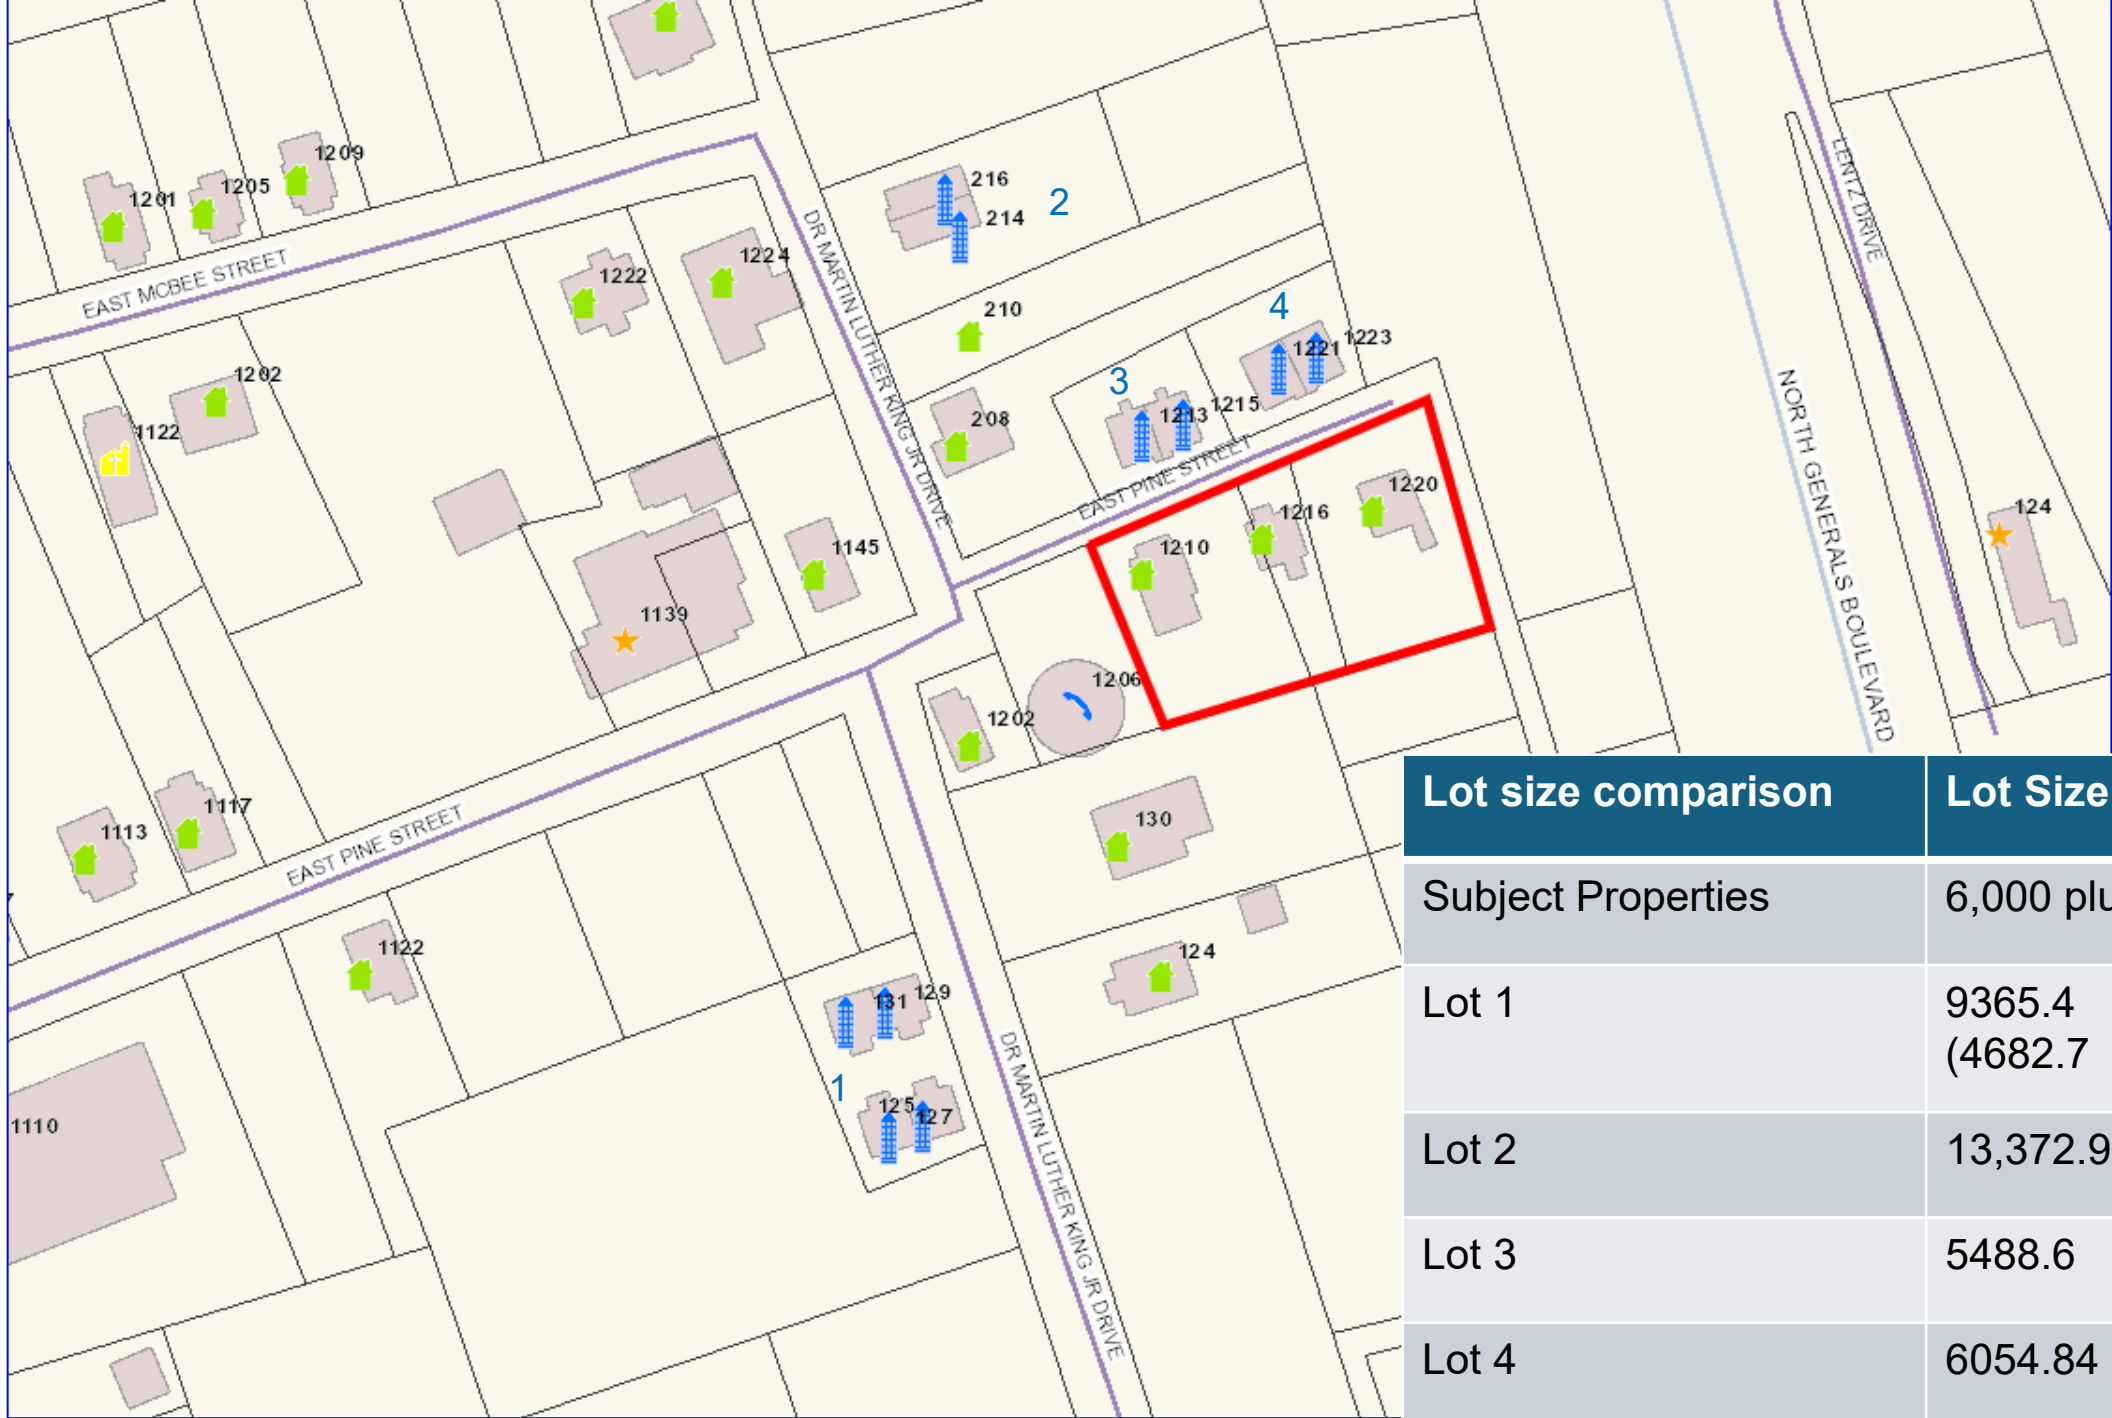 1209
1205
1201
216
2
214
EAST MCBEE STREET
1222
1224
DR MARTIN LUTHER KING JR DRIVE
210
4
1221
1223
LENTZ DRIVE
1202
1122
208
3
1213
1215
EAST PINE STREET
NORTH GENERALS BOULEVARD
1220
1216
124
1210
1145
1139
1206
1202
1113
1117
EAST PINE STREET
130
1122
124
131
129
1
125
127
DR MARTIN LUTHER KING JR DRIVE
1110
Lot size comparison
Lot Size
Subject Properties
6,000 plu
Lot 1
9365.4
(4682.7
Lot 2
13,372.9
Lot 3
5488.6
Lot 4
6054.84